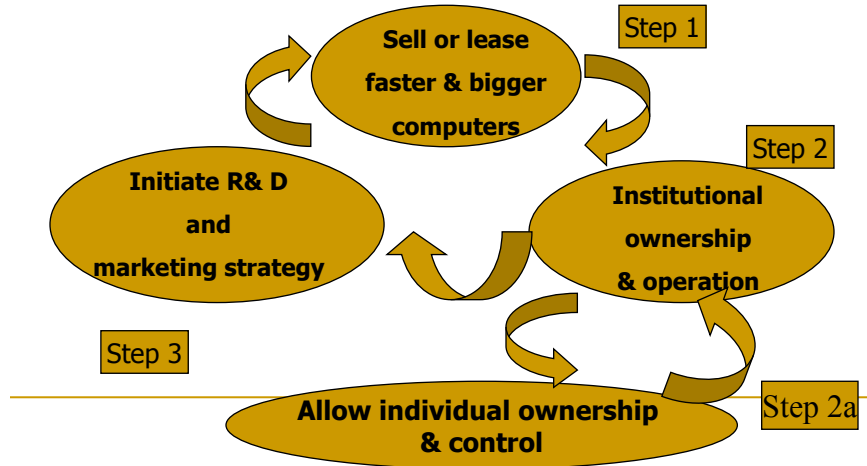 Sell or lease
faster & bigger
computers
Step 1
Step 2
Initiate R& D
and
marketing strategy
Institutional
ownership
& operation
Step 3
Allow individual ownership
& control
Step 2a